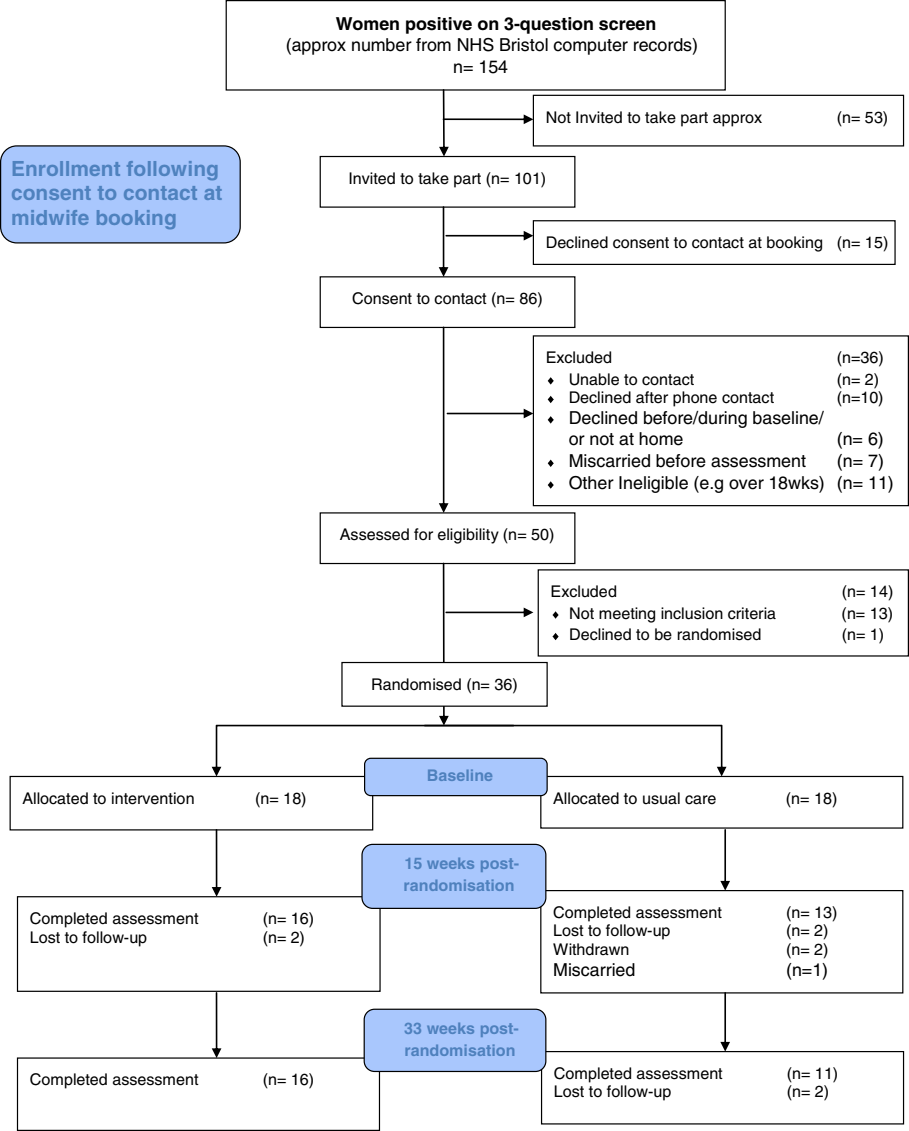 Women positive on 3-question screen
(approx number from NHS Bristol computer records)
n= 154
Not Invited to take part approx (n= 53)
Enrollment following
consent to contact at
midwife booking
Invited to take part (n= 101)
Declined consent to contact at booking (n= 15)
Consent to contact (n= 86)
Excluded (n=36)
♦ Unable to contact (n= 2)
♦ Declined after phone contact (n=10)
♦ Declined before/during baseline/
or not at home (n= 6)
♦ Miscarried before assessment (n= 7)
♦ Other Ineligible (e.g over 18wks) (n= 11)
Assessed for eligibility (n= 50)
Excluded (n= 14)
♦ Not meeting inclusion criteria (n= 13)
♦ Declined to be randomised (n= 1)
Randomised (n= 36)
Baseline
Allocated to intervention (n= 18)
Allocated to usual care (n= 18)
15 weeks post-
randomisation
Completed assessment (n= 16)
Lost to follow-up (n= 2)
Completed assessment (n= 13)
Lost to follow-up (n= 2)
Withdrawn (n= 2)
Miscarried (n=1)
33 weeks post-
randomisation
Completed assessment (n= 16)
Completed assessment (n= 11)
Lost to follow-up (n= 2)